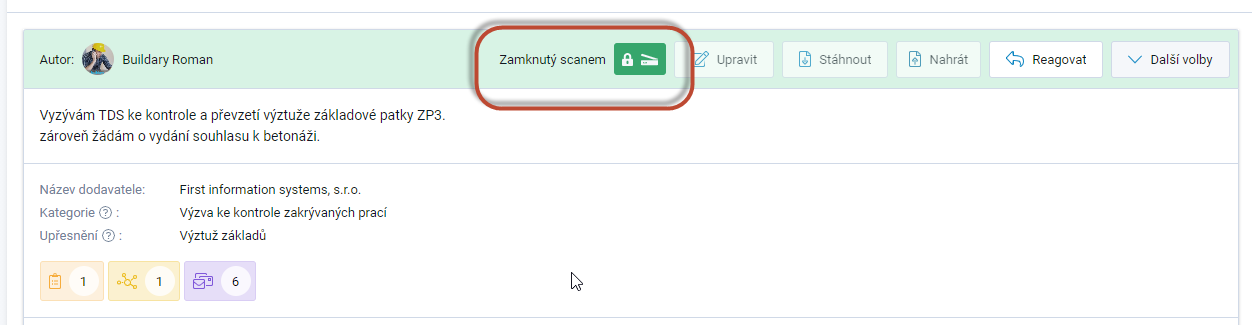 Autor: Buildary Roman Zamknutý scanem Upravit Stáhnout Nahrát Reagovat Další volby
Vyzývám TDS ke kontrole a převzetí výztuže základové patky ZP3.
zároveň žádám o vydání souhlasu k betonáži.
Název dodavatele: First information systems, s.r.o.
Kategorie ? : Výzva ke kontrole zakrývaných prací
Upřesnění ? : Výztuž základů
1 1 6